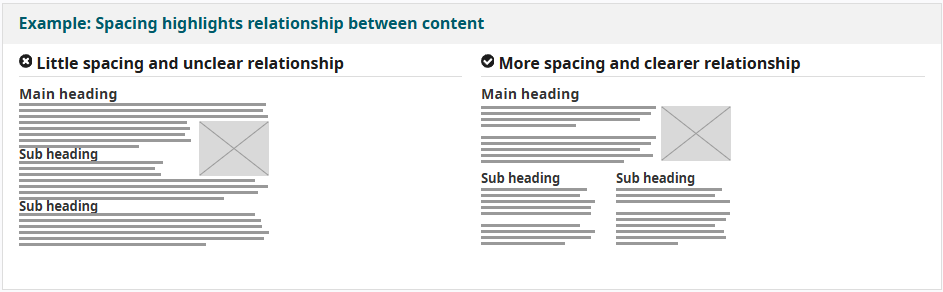 Example: Spacing highlights relationship between content
Little spacing and unclear relationship
Main heading
Sub heading
Sub heading
More spacing and clearer relationship
Main heading
Sub heading
Sub heading